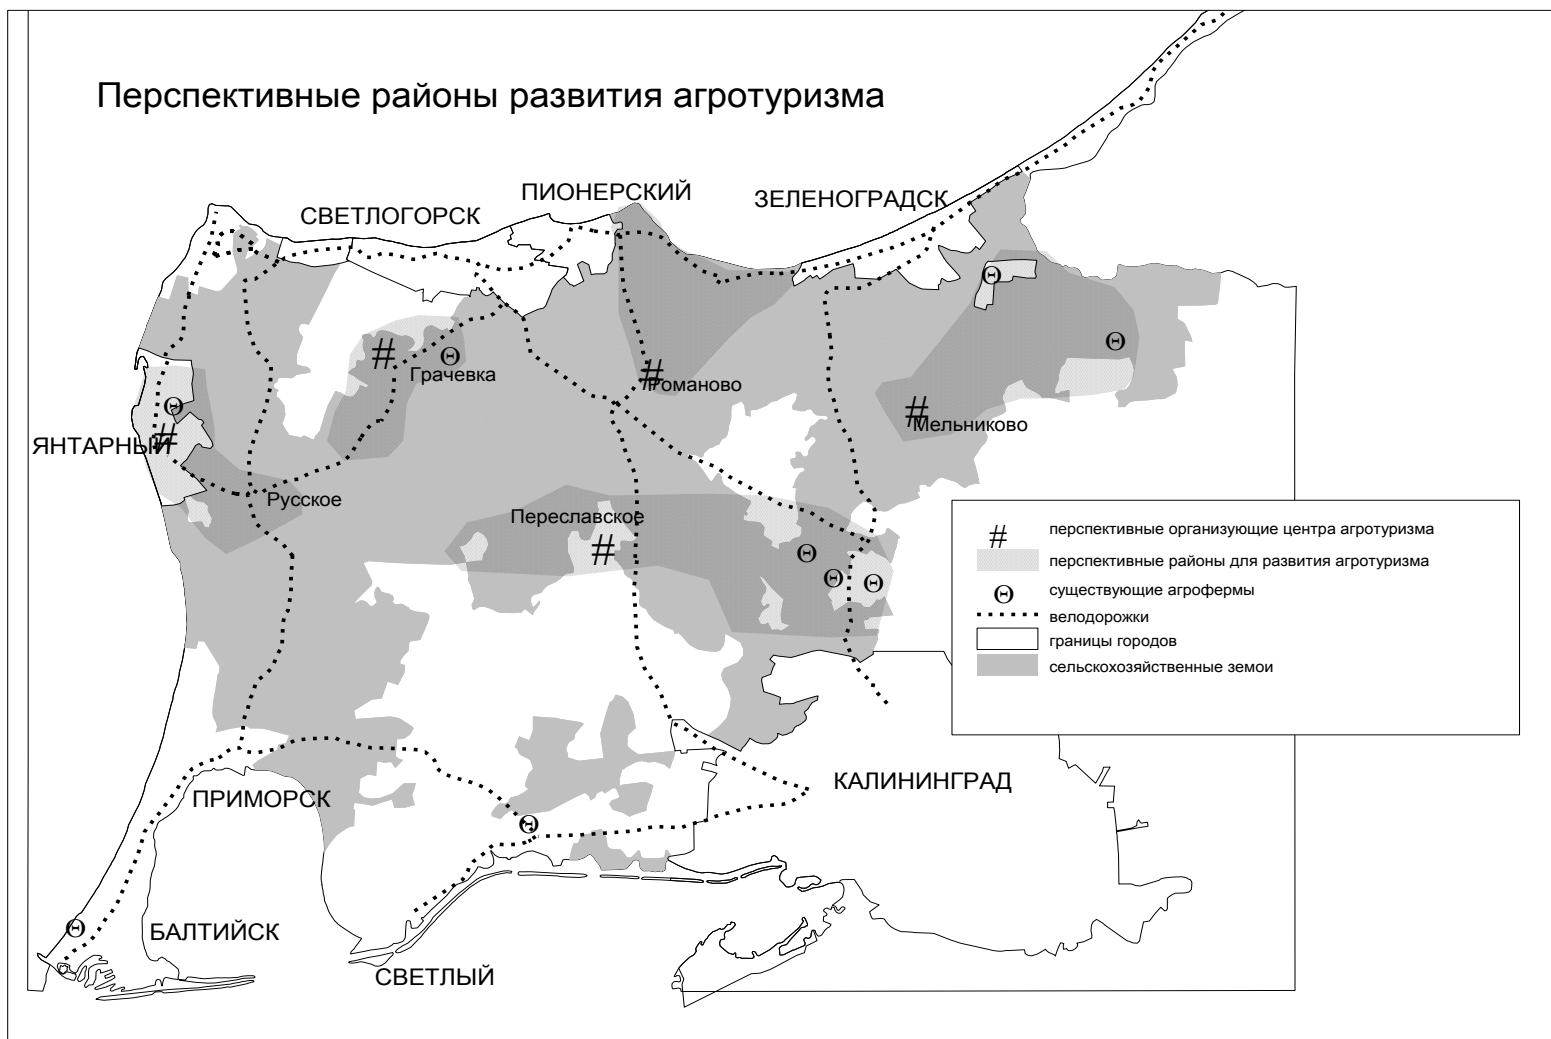 Перспективные районы развития агротуризма
ПИОНЕРСКИЙ
ЗЕЛЕНОГРАДСК
СВЕТЛОГОРСК
Грачевка
Романово
Мельниково
ЯНТАРНЫЙ
Русское
Переславское
# перспективные организующие центра агротуризма
перспективные районы для развития агротуризма
существующие агрофермы
велодорожки
границы городов
сельскохозяйственные земои
КАЛИНИНГРАД
ПРИМОРСК
БАЛТИЙСК
СВЕТЛЫЙ